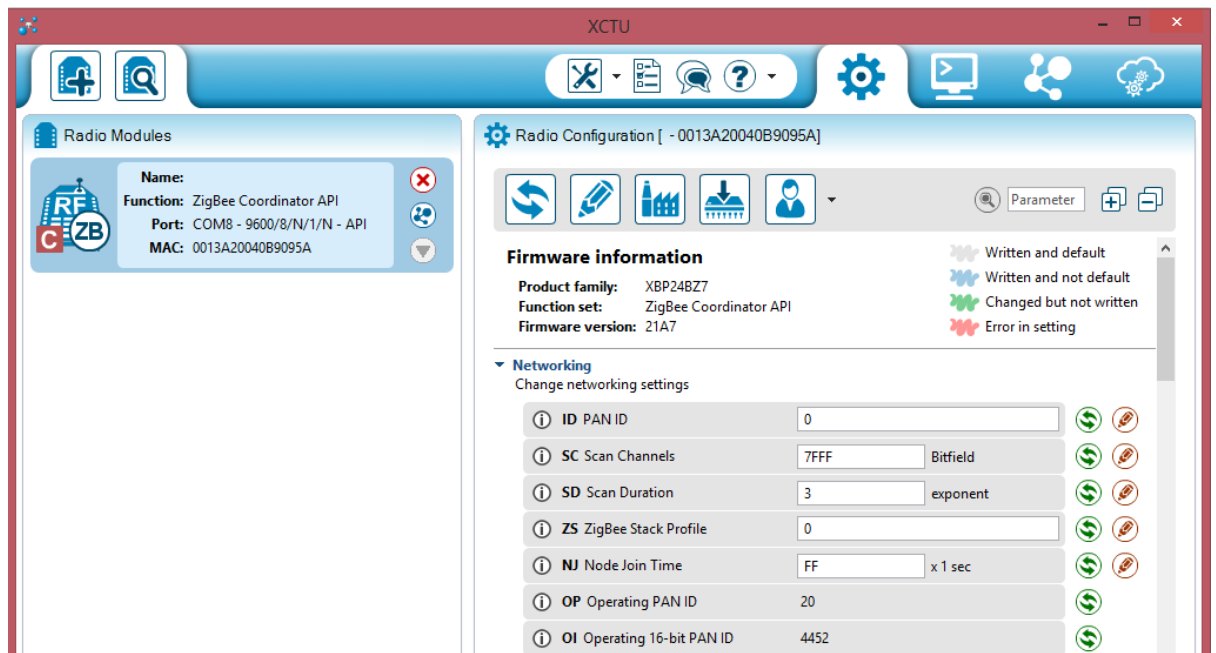 XCTU
Radio Modules
Name:
Function: ZigBee Coordinator API
Port: COM8 - 9600/8/N/1/N - API
MAC: 0013A20040B9095A
RF
C ZB
Radio Configuration [ - 0013A20040B9095A]
Parameter
Firmware information
Product family: XBP24BZ7
Function set: ZigBee Coordinator API
Firmware version: 21A7
Written and default
Written and not default
Changed but not written
Error in setting
Networking
Change networking settings
ID PAN ID 0
SC Scan Channels 7FFF Bitfield
SD Scan Duration 3 exponent
ZS ZigBee Stack Profile 0
NJ Node Join Time FF x 1 sec
OP Operating PAN ID 20
OI Operating 16-bit PAN ID 4452